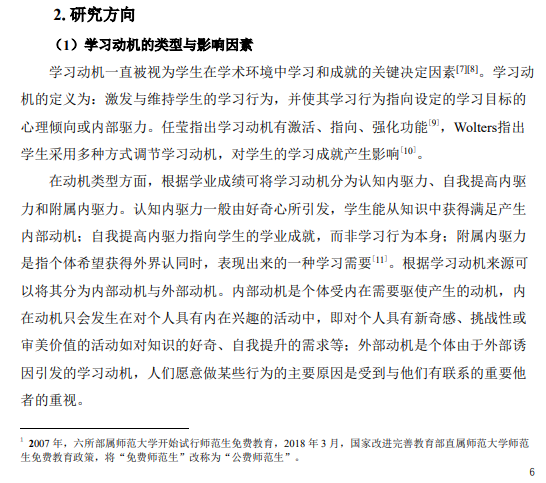 2. 研究方向
（1）学习动机的类型与影响因素
学习动机一直被视为学生在学术环境中学习和成就的关键决定因素[7][8]。学习动
机的定义为：激发与维持学生的学习行为，并使其学习行为指向设定的学习目标的
心理倾向或内部驱力。任莹指出学习动机有激活、指向、强化功能[9]，Wolters指出
学生采用多种方式调节学习动机，对学生的学习成就产生影响[10]。
在动机类型方面，根据学业成绩可将学习动机分为认知内驱力、自我提高内驱
力和附属内驱力。认知内驱力一般由好奇心所引发，学生能从知识中获得满足产生
内部动机；自我提高内驱力指向学生的学业成就，而非学习行为本身；附属内驱力
是指个体希望获得外界认同时，表现出来的一种学习需要[11]。根据学习动机来源可
以将其分为内部动机与外部动机。内部动机是个体受内在需要驱使产生的动机，内
在动机只会发生在对个人具有内在兴趣的活动中，即对个人具有新奇感、挑战性或
审美价值的活动如对知识的好奇、自我提升的需求等；外部动机是个体由于外部诱
因引发的学习动机，人们愿意做某些行为的主要原因是受到与他们有联系的重要他
者的重视。
1 2007 年，六所部属师范大学开始试行师范生免费教育，2018 年 3 月，国家改进完善教育部直属师范大学师范
生免费教育政策，将“免费师范生”改称为“公费师范生”。
6